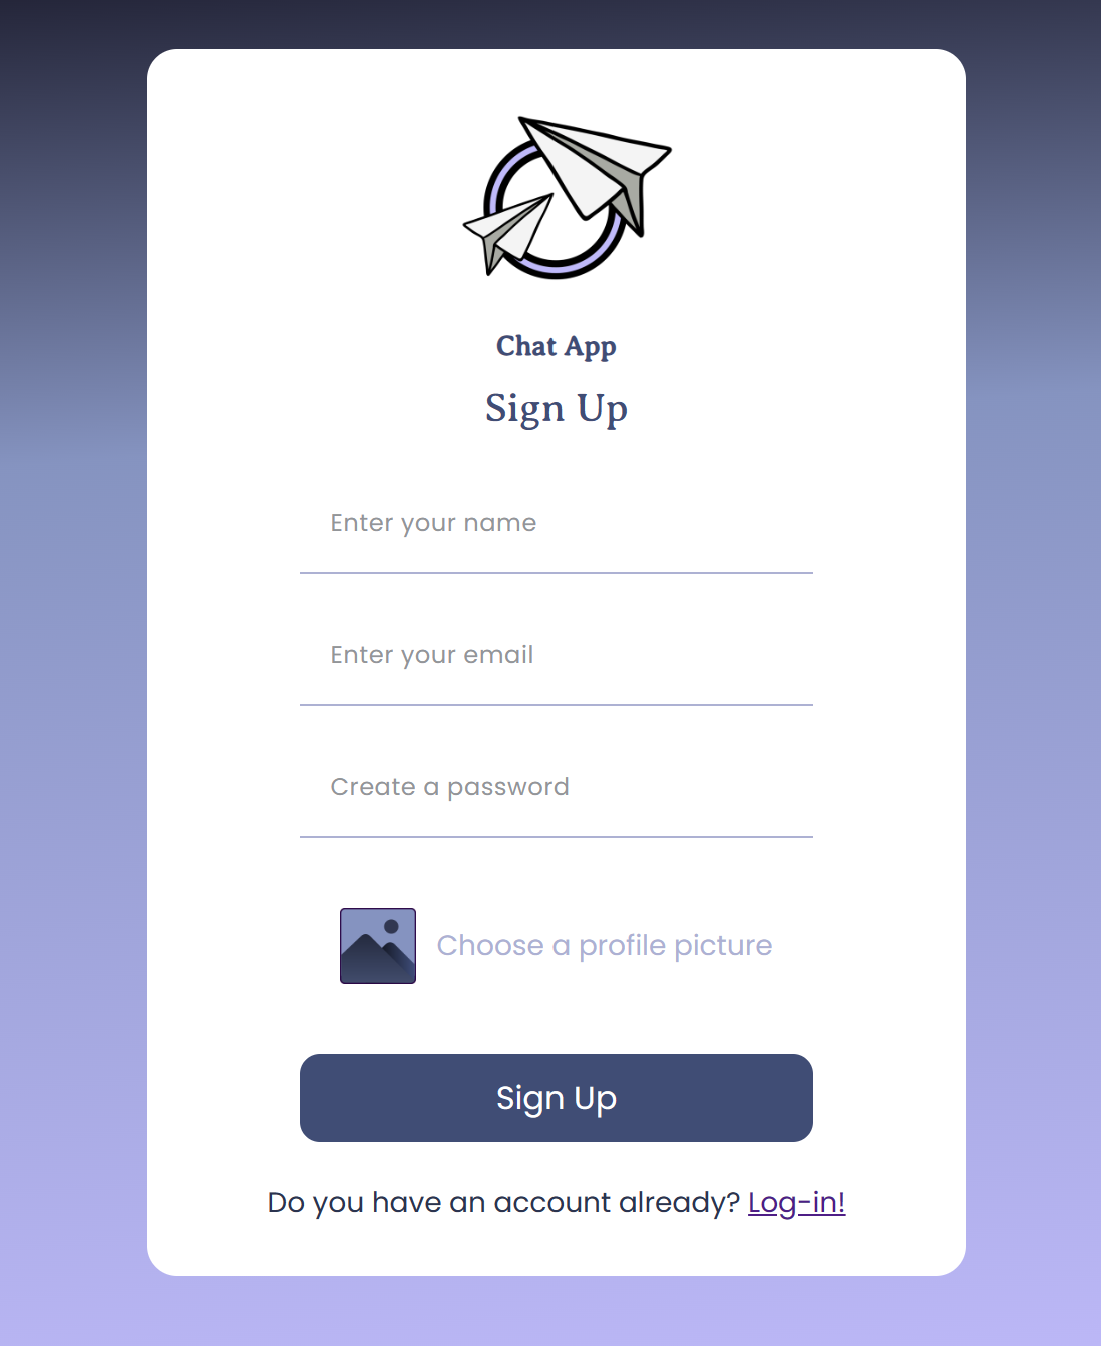 Chat App
Sign Up
Enter your name
Enter your email
Create a password
Choose a profile picture
Sign Up
Do you have an account already? Log-in!